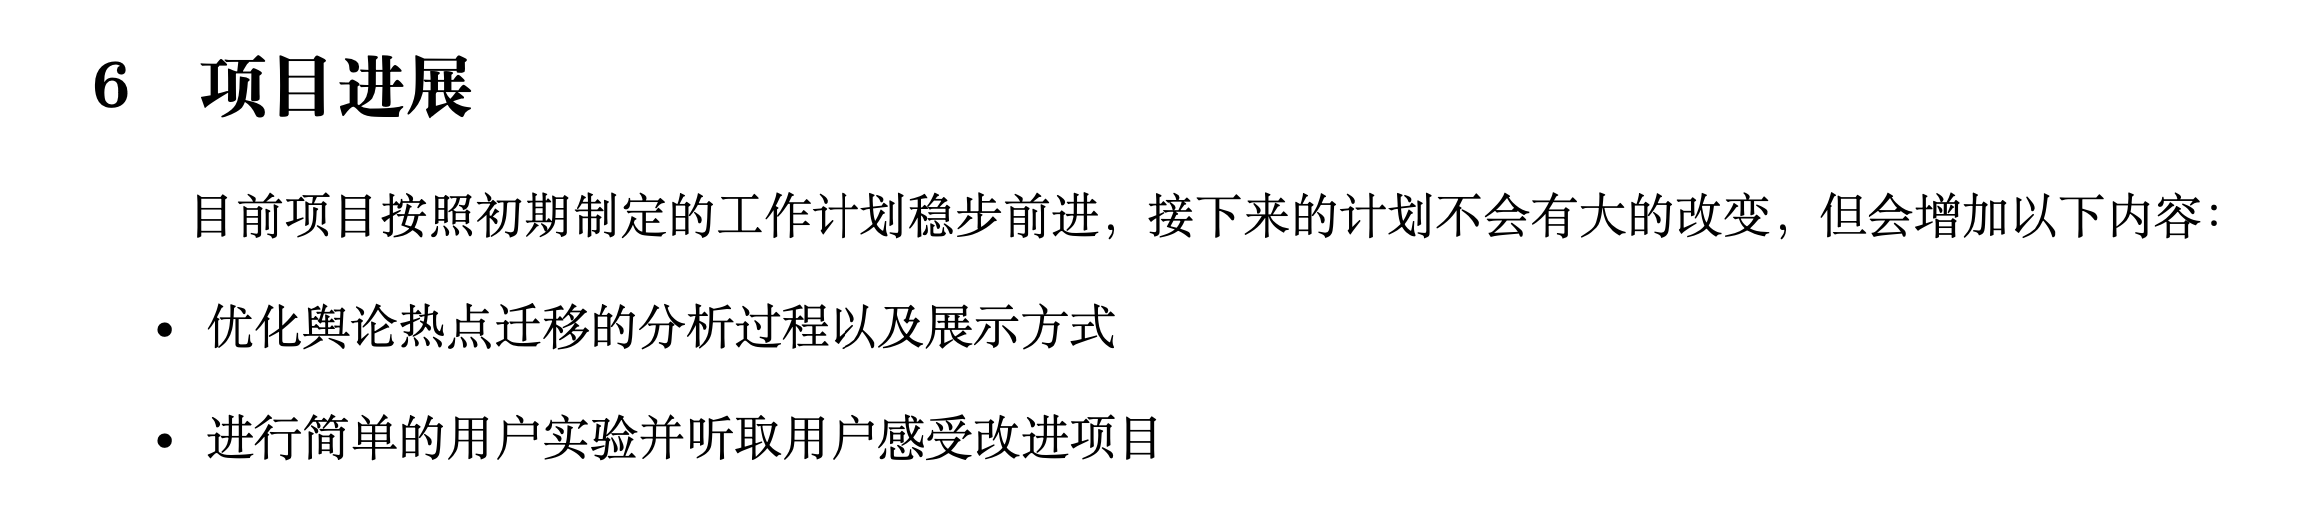 6 项目进展
目前项目按照初期制定的工作计划稳步前进，接下来的计划不会有大的改变，但会增加以下内容：
• 优化舆论热点迁移的分析过程以及展示方式
• 进行简单的用户实验并听取用户感受改进项目